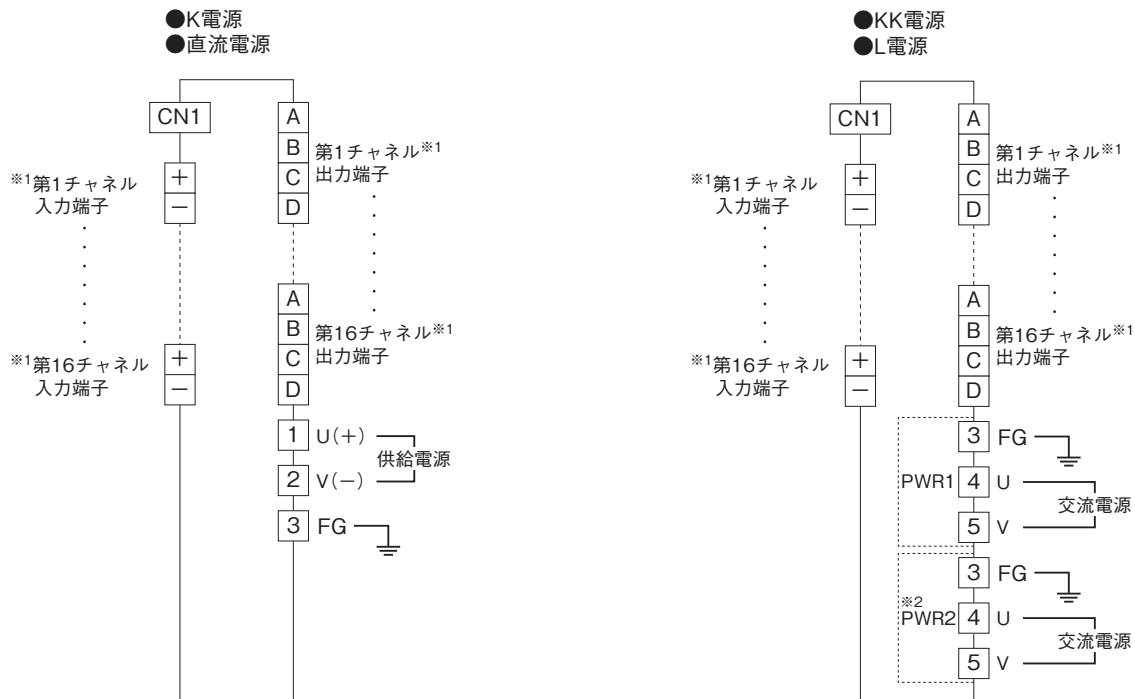 ●K電源
●直流電源
CN1
A
B
C
D
第1チャネル※1
出力端子
※1第1チャネル
入力端子
+
−
A
B
C
D
第16チャネル※1
出力端子
※1第16チャネル
入力端子
+
−
1 U(+)
供給電源
2 V(−)
3 FG
●KK電源
●L電源
CN1
A
B
C
D
第1チャネル※1
出力端子
※1第1チャネル
入力端子
+
−
A
B
C
D
第16チャネル※1
出力端子
※1第16チャネル
入力端子
+
−
3 FG
PWR1 4 U
交流電源
5 V
3 FG
※2
PWR2 4 U
交流電源
5 V